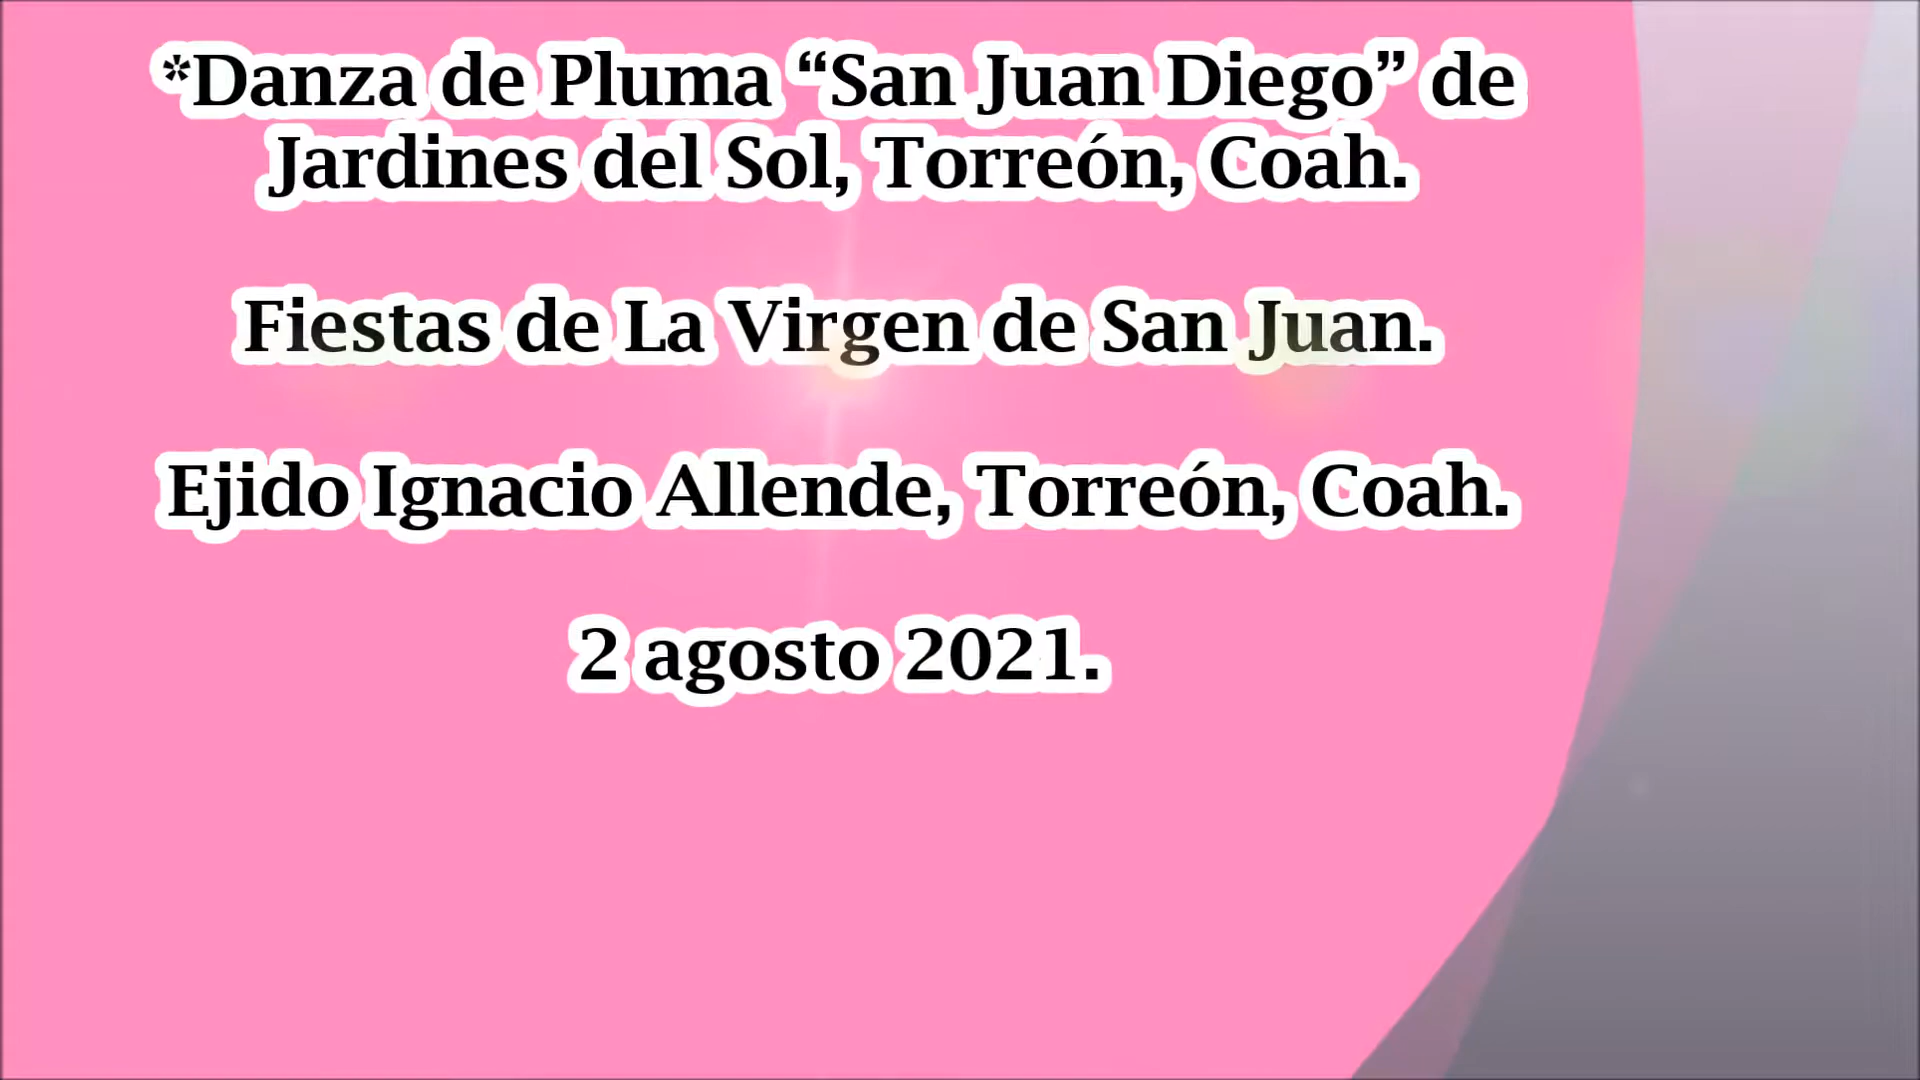 *Danza de Pluma “San Juan Diego” de
Jardines del Sol, Torreón, Coah.
Fiestas de La Virgen de San Juan.
Ejido Ignacio Allende, Torreón, Coah.
2 agosto 2021.